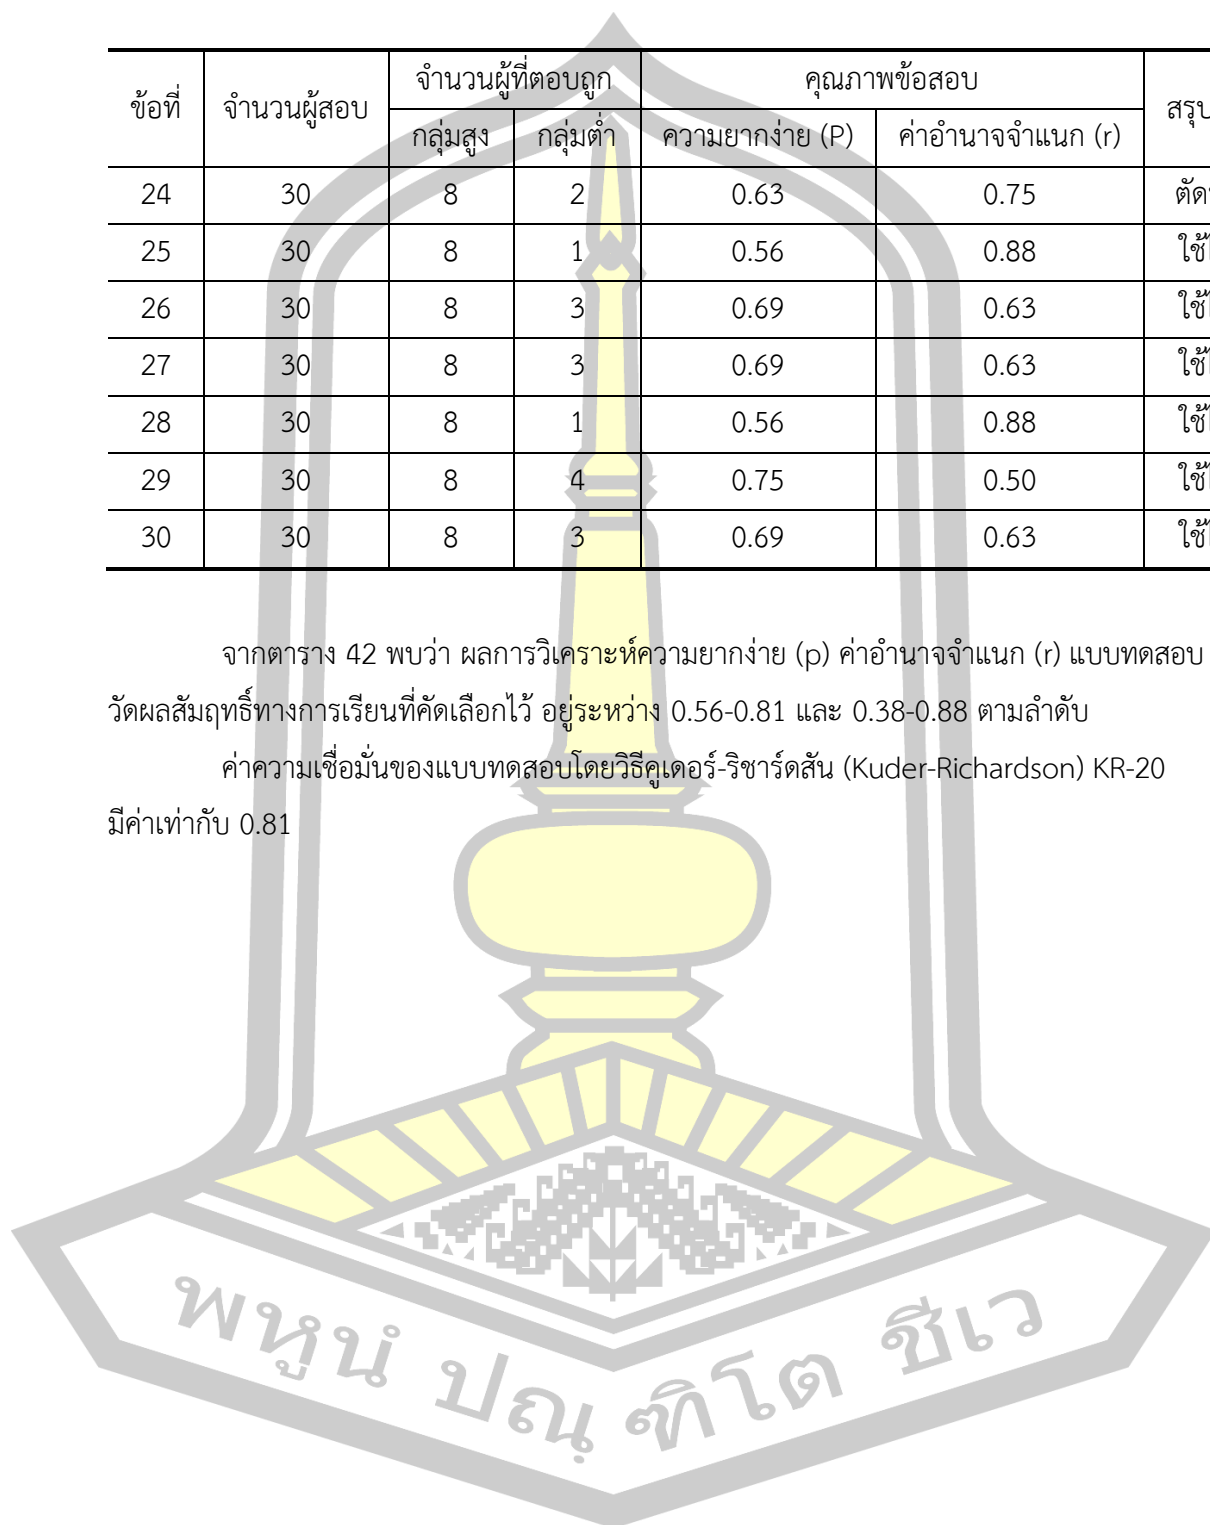 ข้อที่ จำนวนผู้สอบ จำนวนผู้ที่ตอบถูก คุณภาพข้อสอบ
กลุ่มสูง กลุ่มต่ำ ความยากง่าย (P) ค่าอำนาจจำแนก (r)
24 30 8 2 0.63 0.75
25 30 8 1 0.56 0.88
26 30 8 3 0.69 0.63
27 30 8 3 0.69 0.63
28 30 8 1 0.56 0.88
29 30 8 4 0.75 0.50
30 30 8 3 0.69 0.63
จากตาราง 42 พบว่า ผลการวิเคราะห์ความยากง่าย (p) ค่าอำนาจจำแนก (r) แบบทดสอบ
วัดผลสัมฤทธิ์ทางการเรียนที่คัดเลือกไว้ อยู่ระหว่าง 0.56-0.81 และ 0.38-0.88 ตามลำดับ
ค่าความเชื่อมั่นของแบบทดสอบโดยวิธีคูเดอร์-ริชาร์ดสัน (Kuder-Richardson) KR-20
มีค่าเท่ากับ 0.81
พหูนํ ปณฺฑิโต ชีเว